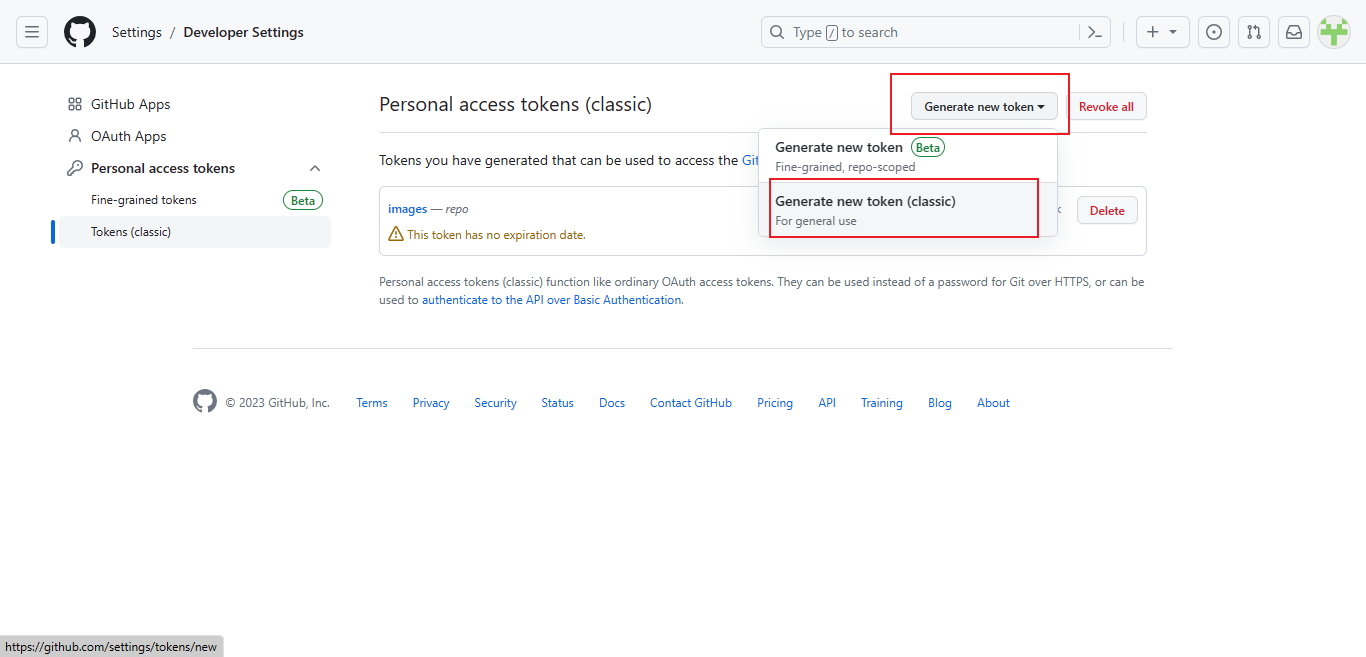 Settings / Developer Settings
Type / to search
GitHub Apps
OAuth Apps
Personal access tokens
Fine-grained tokens Beta
Tokens (classic)
Personal access tokens (classic)
Generate new token
Revoke all
Generate new token Beta
Fine-grained, repo-scoped
Generate new token (classic)
For general use
Tokens you have generated that can be used to access the
images — repo
Delete
This token has no expiration date.
Personal access tokens (classic) function like ordinary OAuth access tokens. They can be used instead of a password for Git over HTTPS, or can be
used to authenticate to the API over Basic Authentication.
© 2023 GitHub, Inc. Terms Privacy Security Status Docs Contact GitHub Pricing API Training Blog About
https://github.com/settings/tokens/new